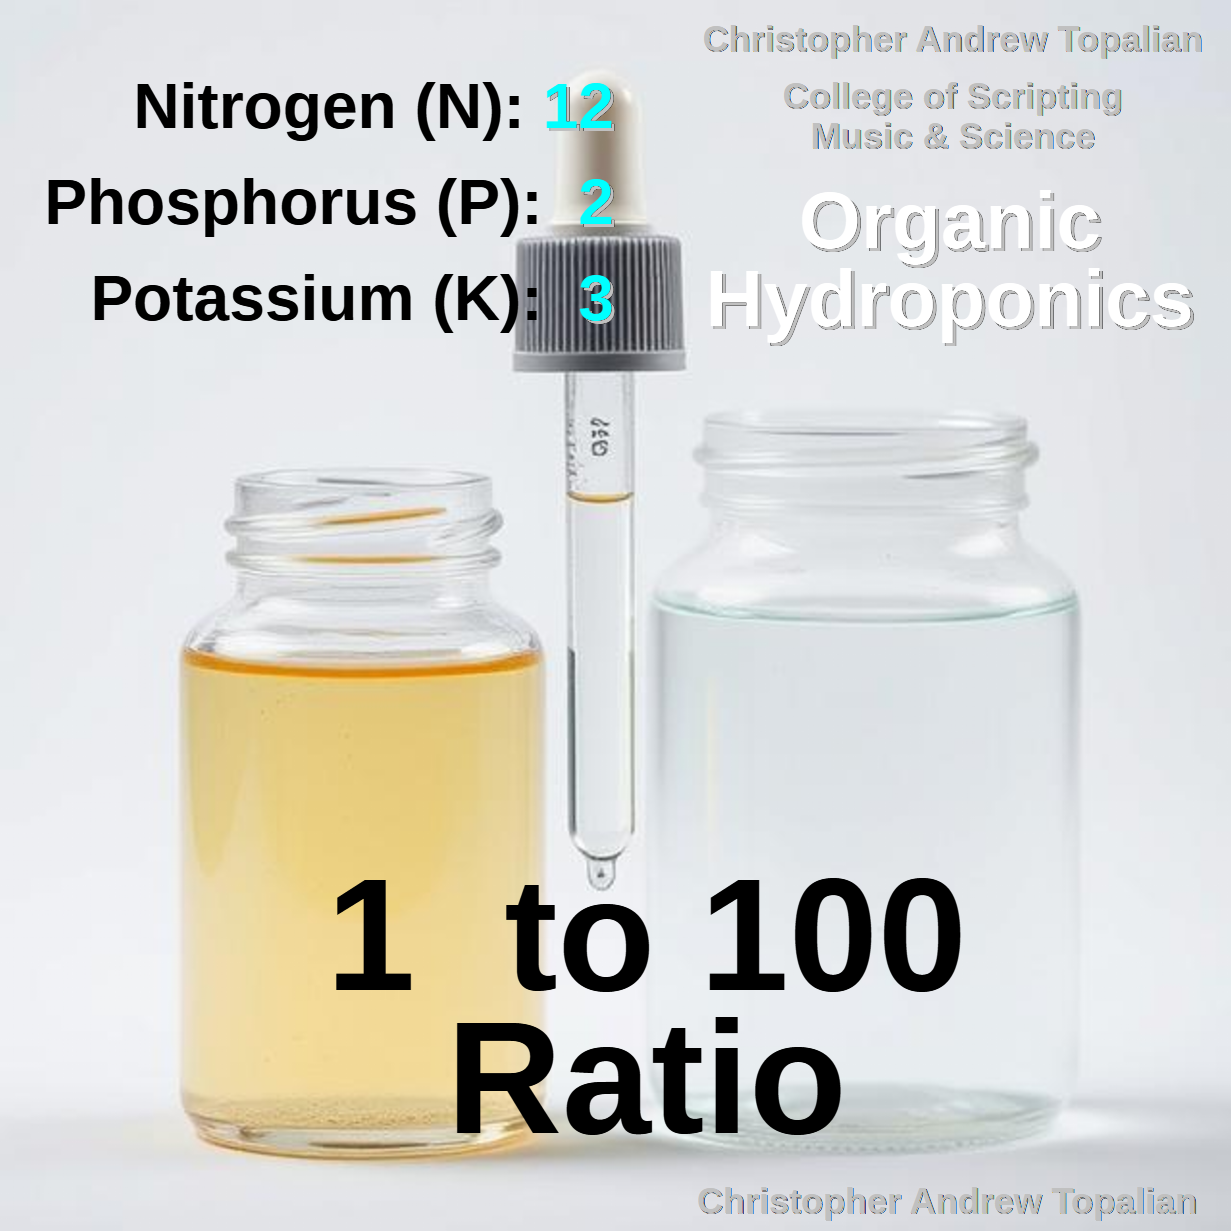 Christopher Andrew Topalian
College of Scripting
Music & Science
Nitrogen (N): 12
Phosphorus (P): 2
Potassium (K): 3
Organic
Hydroponics
1 to 100
Ratio
Christopher Andrew Topalian